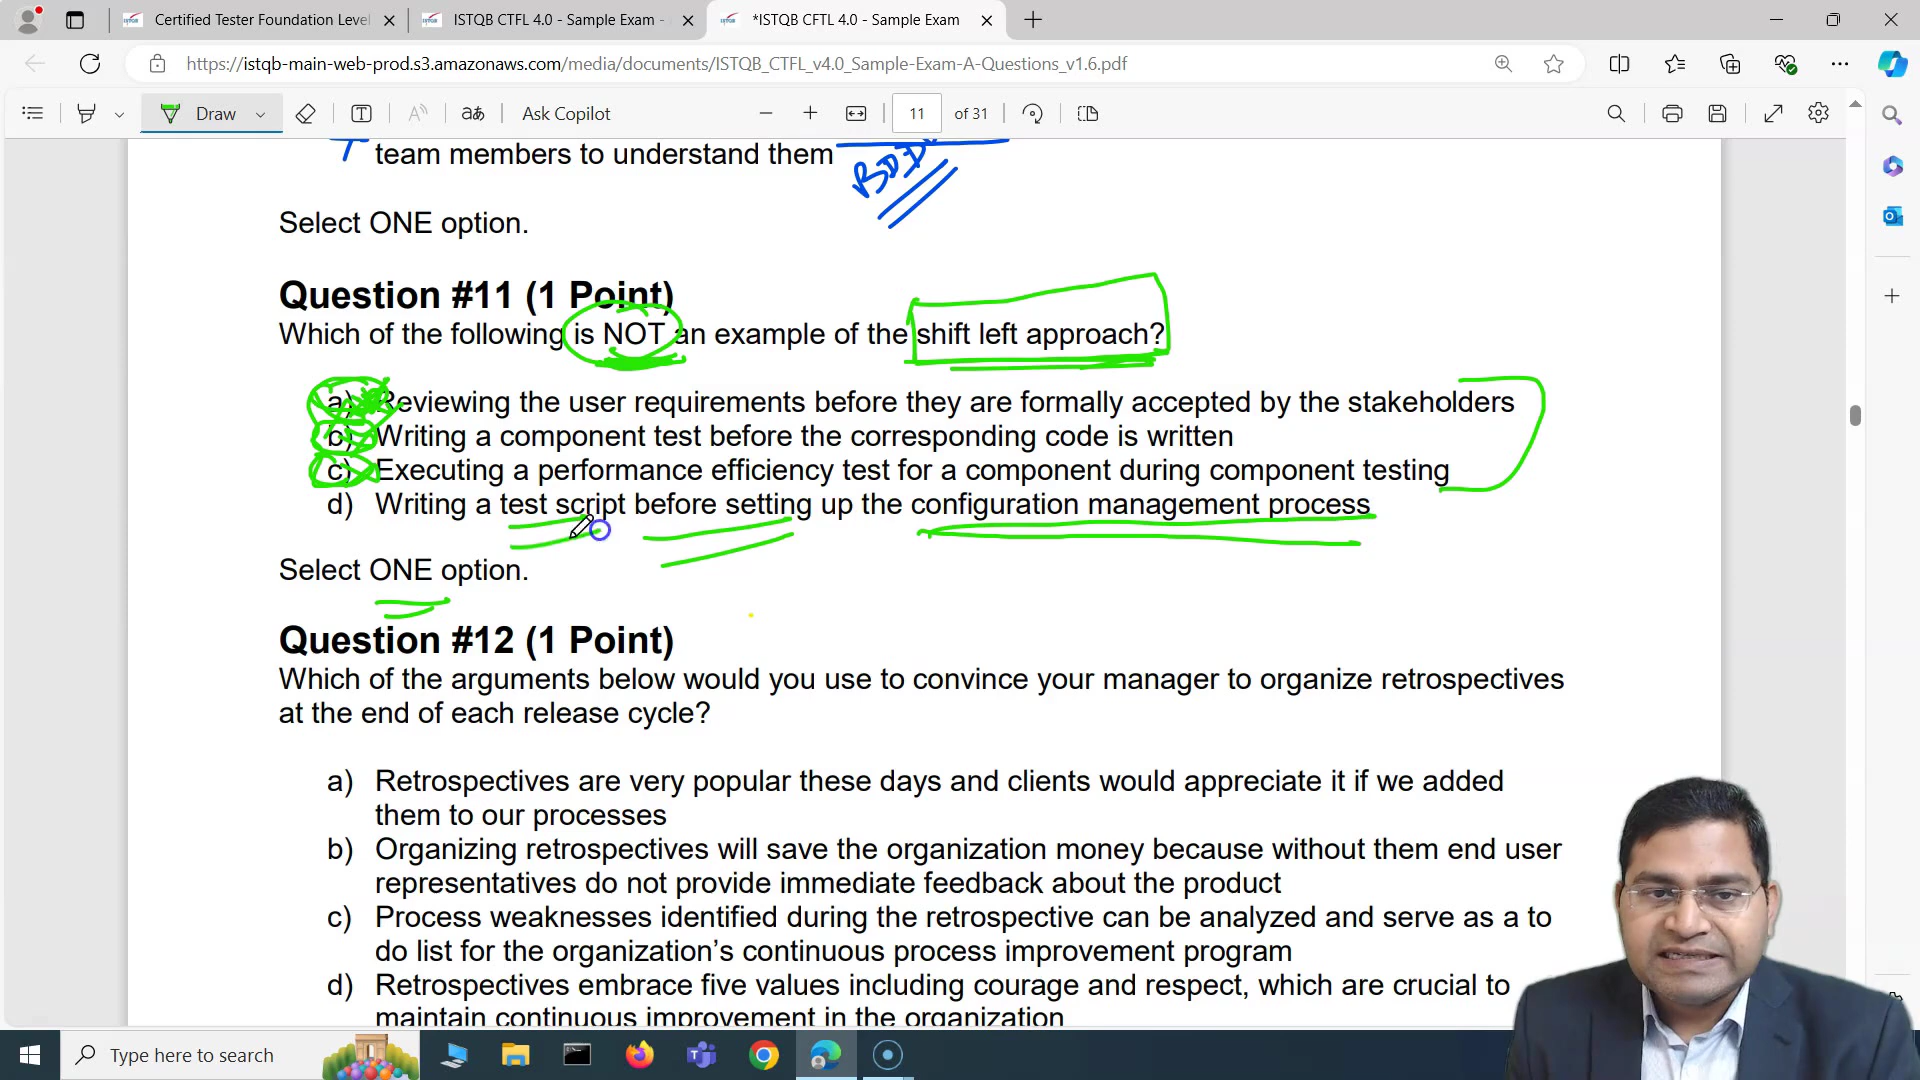 Certified Tester Foundation Level
ISTQB CTFL 4.0 - Sample Exam -
*ISTQB CFTL 4.0 - Sample Exam
https://istqb-main-web-prod.s3.amazonaws.com/media/documents/ISTQB_CTFL_v4.0_Sample-Exam-A-Questions_v1.6.pdf
Draw
aあ
Ask Copilot
11 of 31
team members to understand them
BDD
Select ONE option.
Question #11 (1 Point)
Which of the following is NOT an example of the shift left approach?
a) Reviewing the user requirements before they are formally accepted by the stakeholders
b) Writing a component test before the corresponding code is written
c) Executing a performance efficiency test for a component during component testing
d) Writing a test script before setting up the configuration management process
Select ONE option.
Question #12 (1 Point)
Which of the arguments below would you use to convince your manager to organize retrospectives
at the end of each release cycle?
a) Retrospectives are very popular these days and clients would appreciate it if we added
them to our processes
b) Organizing retrospectives will save the organization money because without them end user
representatives do not provide immediate feedback about the product
c) Process weaknesses identified during the retrospective can be analyzed and serve as a to
do list for the organization’s continuous process improvement program
d) Retrospectives embrace five values including courage and respect, which are crucial to
maintain continuous improvement in the organization
Type here to search